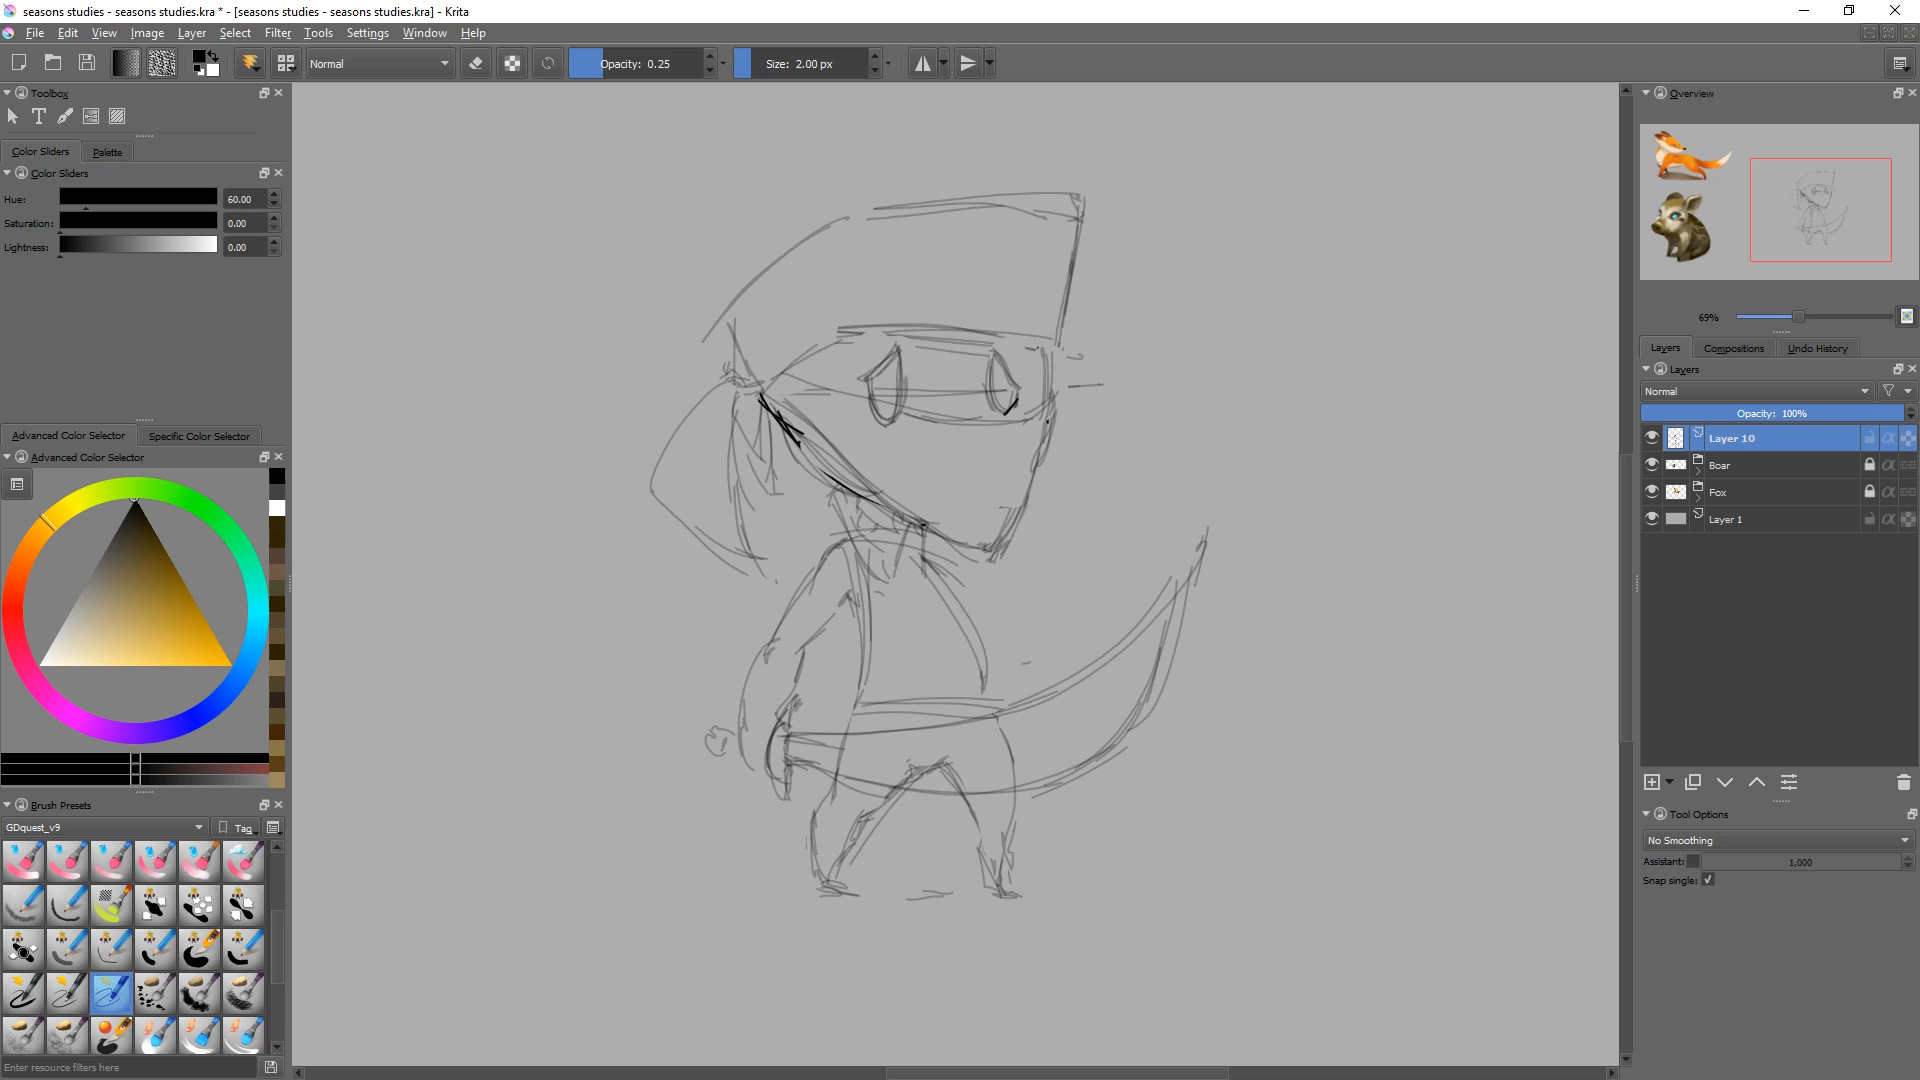 seasons studies - seasons studies.kra * - [seasons studies - seasons studies.kra] - Krita
File Edit View Image Layer Select Filter Tools Settings Window Help
Normal Opacity: 0.25 Size: 2.00 px
Toolbox
Color Sliders Palette
Color Sliders
Hue: 60.00
Saturation: 0.00
Lightness: 0.00
Advanced Color Selector Specific Color Selector
Advanced Color Selector
Brush Presets
GDquest_v9 Tag
Enter resource filters here
Overview
69%
Layers Compositions Undo History
Layers
Normal
Opacity: 100%
Layer 10
Boar
Fox
Layer 1
Tool Options
No Smoothing
Assistant: 1,000
Snap single: